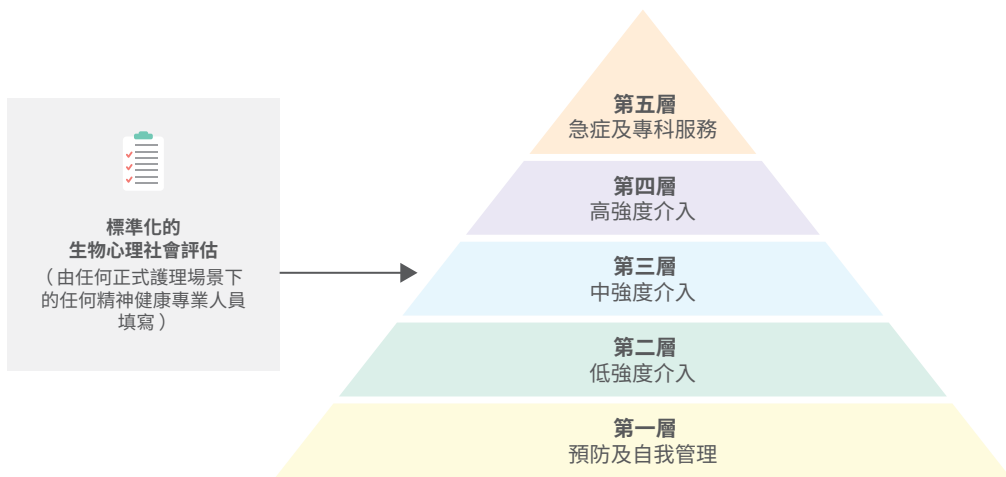 標準化的
生物心理社會評估
（由任何正式護理場景下
的任何精神健康專業人員
填寫）
第五層
急症及專科服務
第四層
高強度介入
第三層
中強度介入
第二層
低強度介入
第一層
預防及自我管理